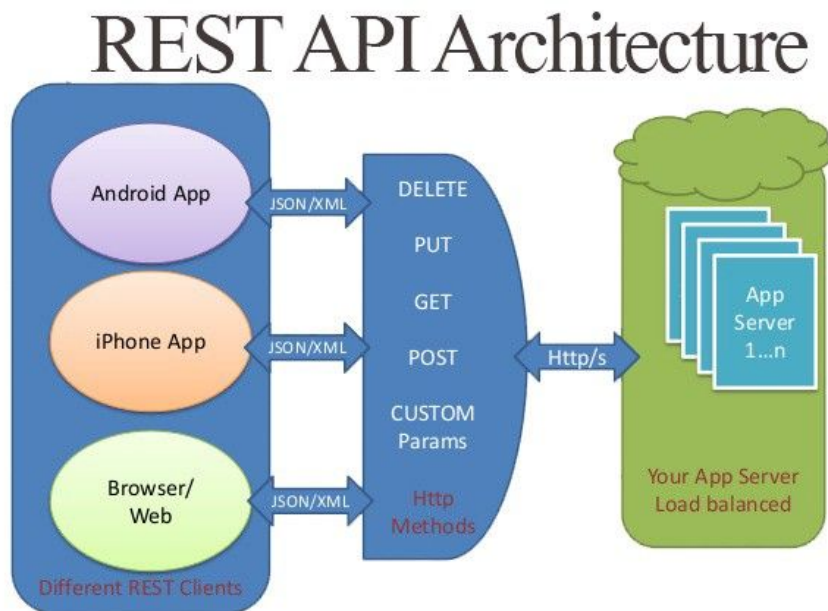 REST API Architecture
Android App
JSON/XML
iPhone App
JSON/XML
Browser/
Web
JSON/XML
Different REST Clients
DELETE
PUT
GET
POST
CUSTOM
Params
Http
Methods
Http/s
App
Server
1...n
Your App Server
Load balanced